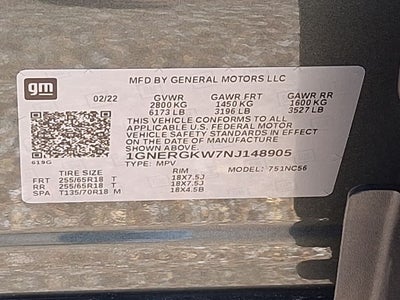 gm
MFD BY GENERAL MOTORS LLC
02/22 GVWR GAWR FRT GAWR RR
2800 KG 1450 KG 1600 KG
6173 LB 3196 LB 3527 LB
THIS VEHICLE CONFORMS TO ALL
APPLICABLE U.S. FEDERAL MOTOR
VEHICLE SAFETY STANDARDS IN EFFECT
ON THE DATE OF MANUFACTURE
SHOWN ABOVE.
619G
1GNERGKW7NJ148905
TYPE: MPV MODEL: 751NC56
TIRE SIZE RIM
FRT 255/65R18 T 18X7.5J
RR 255/65R18 T 18X7.5J
SPA T135/70R18 M 18X4.5B